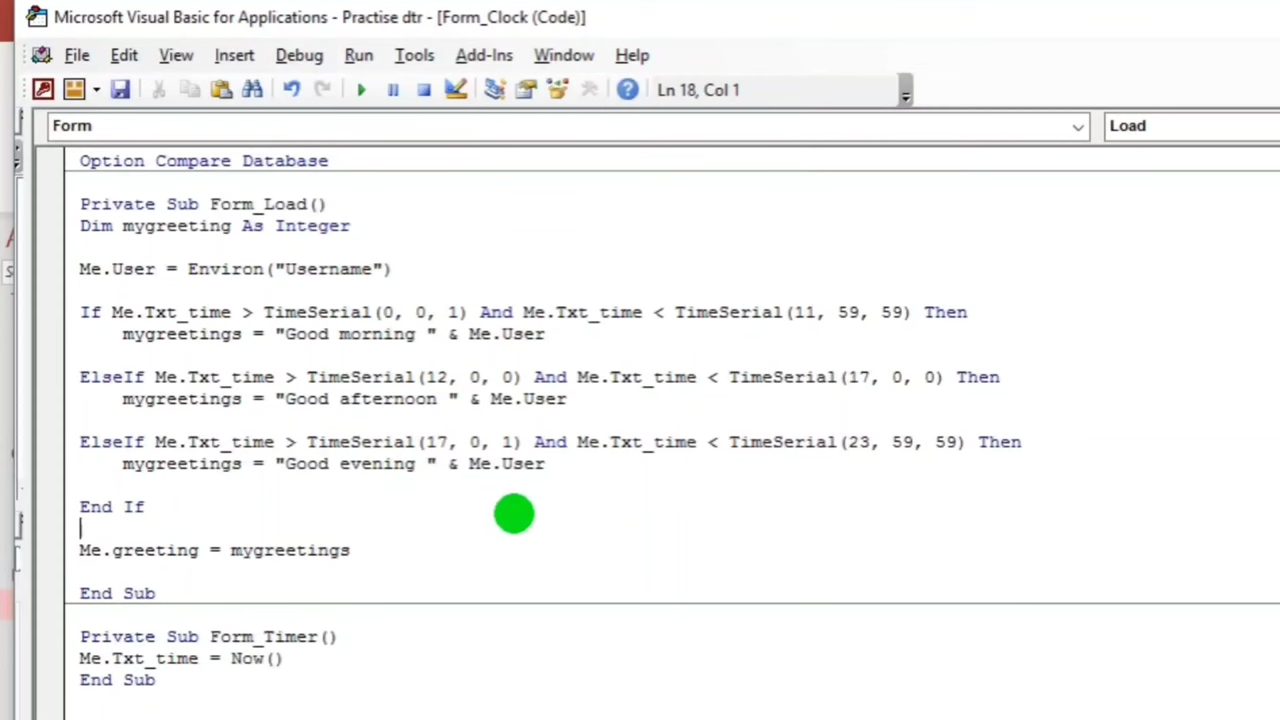 Microsoft Visual Basic for Applications - Practise dtr - [Form_Clock (Code)]
File Edit View Insert Debug Run Tools Add-Ins Window Help
Ln 18, Col 1
Form Load
Option Compare Database
Private Sub Form_Load()
Dim mygreeting As Integer
Me.User = Environ("Username")
If Me.Txt_time > TimeSerial(0, 0, 1) And Me.Txt_time < TimeSerial(11, 59, 59) Then
mygreetings = "Good morning " & Me.User
ElseIf Me.Txt_time > TimeSerial(12, 0, 0) And Me.Txt_time < TimeSerial(17, 0, 0) Then
mygreetings = "Good afternoon " & Me.User
ElseIf Me.Txt_time > TimeSerial(17, 0, 1) And Me.Txt_time < TimeSerial(23, 59, 59) Then
mygreetings = "Good evening " & Me.User
End If
Me.greeting = mygreetings
End Sub
Private Sub Form_Timer()
Me.Txt_time = Now()
End Sub